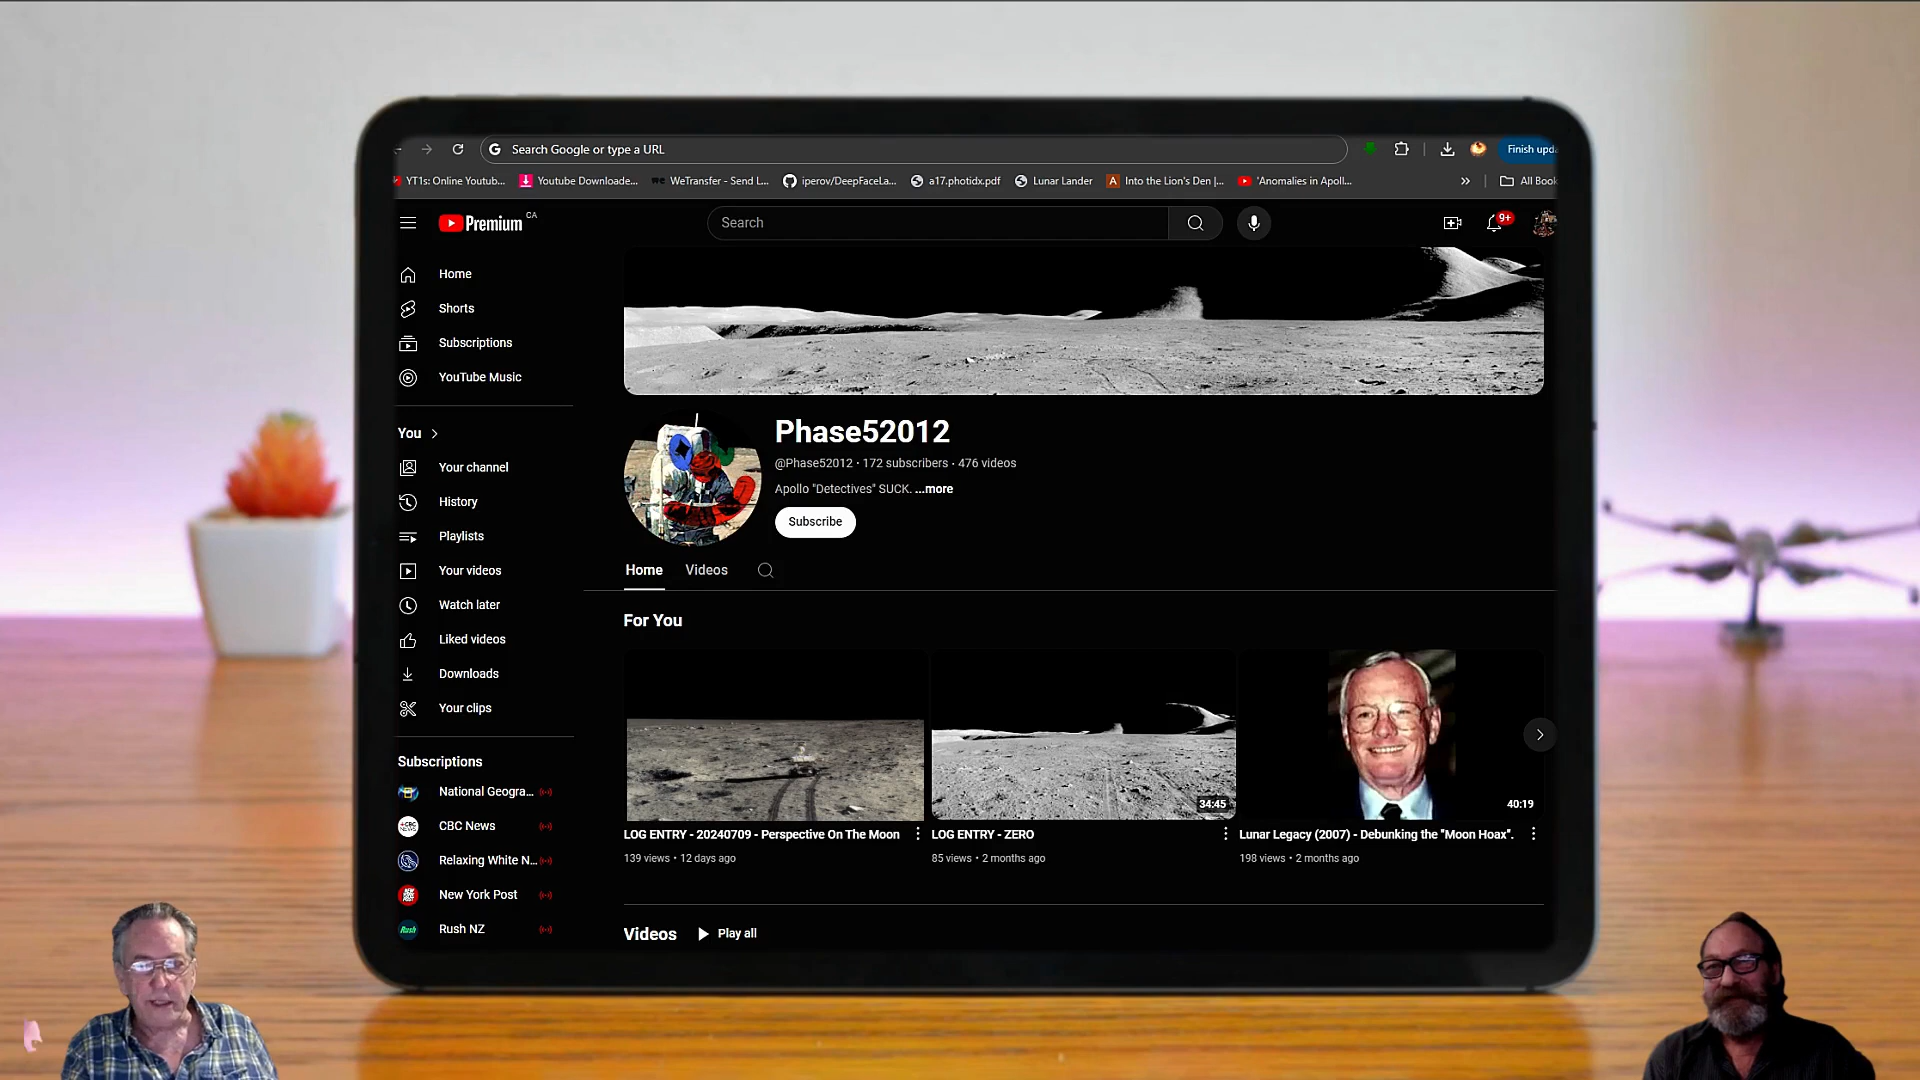 Search Google or type a URL
Finish upda
YT1s: Online Youtub...
Youtube Downloade...
WeTransfer - Send L...
iperov/DeepFaceLa...
a17.photidx.pdf
Lunar Lander
Into the Lion's Den |...
'Anomalies in Apoll...
All Book
Premium CA
Search
9+
Home
Shorts
Subscriptions
YouTube Music
You
Your channel
History
Playlists
Your videos
Watch later
Liked videos
Downloads
Your clips
Subscriptions
National Geogra...
CBC News
Relaxing White N...
New York Post
Rush NZ
Phase52012
@Phase52012 • 172 subscribers • 476 videos
Apollo "Detectives" SUCK. ...more
Subscribe
Home
Videos
For You
34:45
40:19
LOG ENTRY - 20240709 - Perspective On The Moon
139 views • 12 days ago
LOG ENTRY - ZERO
85 views • 2 months ago
Lunar Legacy (2007) - Debunking the "Moon Hoax".
198 views • 2 months ago
Videos
Play all